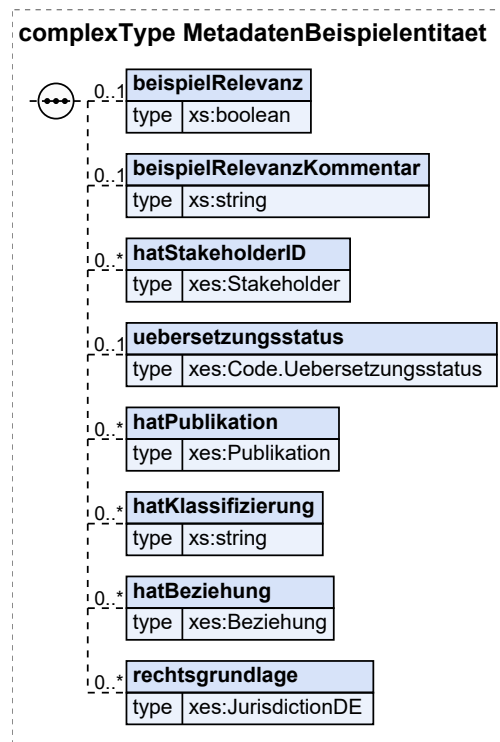 complexType MetadatenBeispielentitaet
0..1 beispielRelevanz
type xs:boolean
0..1 beispielRelevanzKommentar
type xs:string
0..* hatStakeholderID
type xes:Stakeholder
0..1 uebersetzungsstatus
type xes:Code.Uebersetzungsstatus
0..* hatPublikation
type xes:Publikation
0..* hatKlassifizierung
type xs:string
0..* hatBeziehung
type xes:Beziehung
0..* rechtsgrundlage
type xes:JurisdictionDE